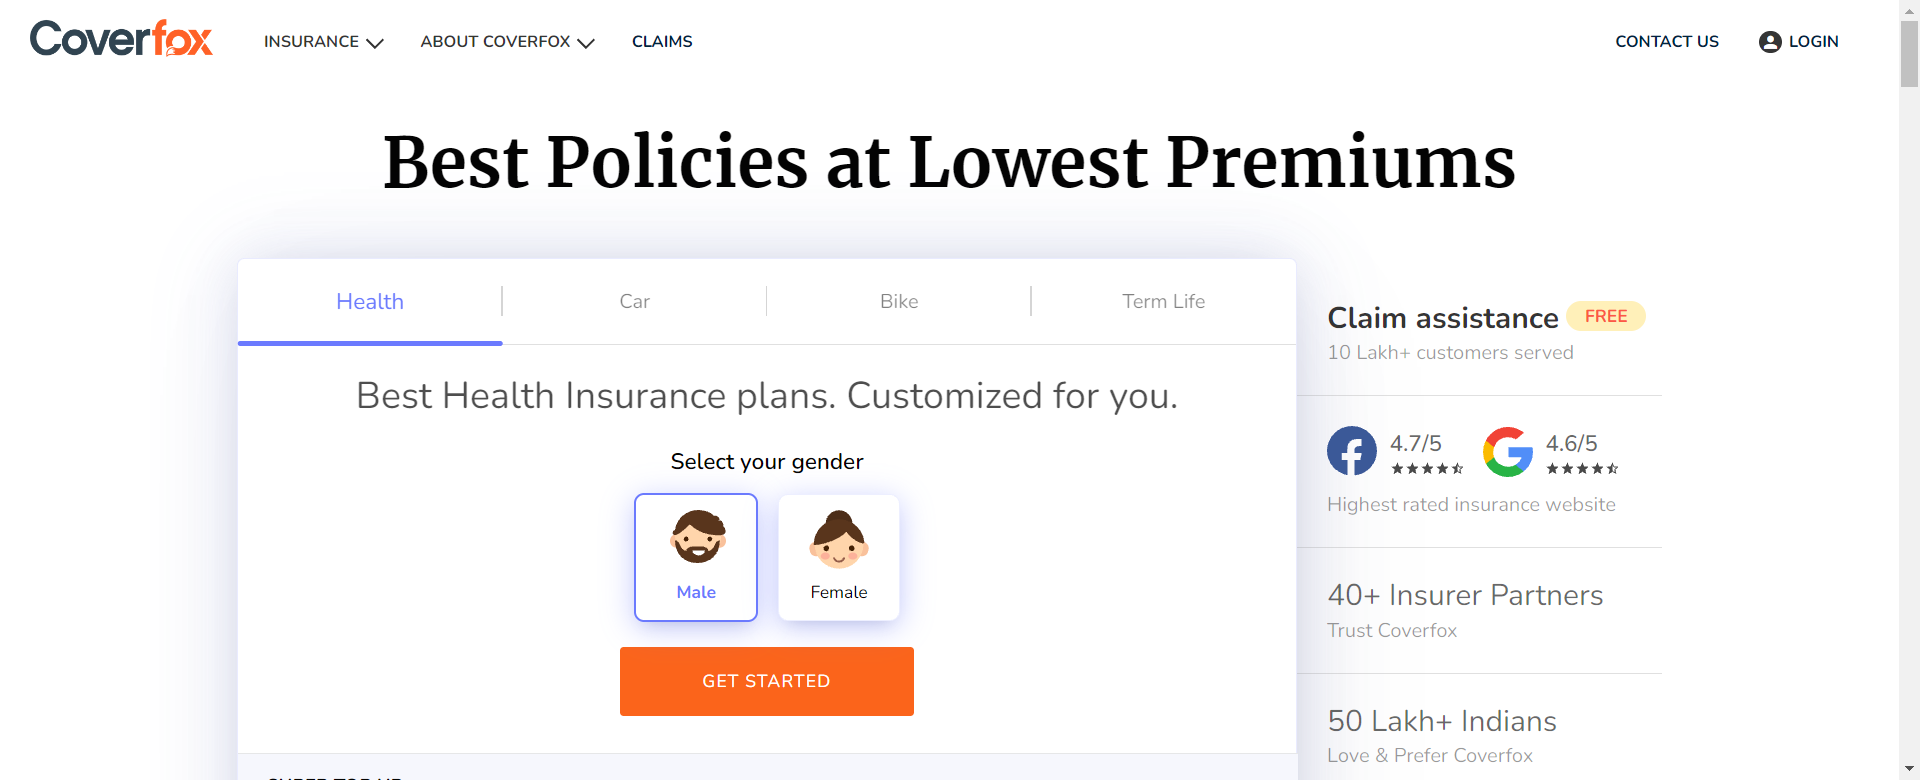 Coverfox
INSURANCE
ABOUT COVERFOX
CLAIMS
CONTACT US
LOGIN
Best Policies at Lowest Premiums
Health
Car
Bike
Term Life
Best Health Insurance plans. Customized for you.
Select your gender
Male
Female
GET STARTED
Claim assistance FREE
10 Lakh+ customers served
4.7/5
4.6/5
Highest rated insurance website
40+ Insurer Partners
Trust Coverfox
50 Lakh+ Indians
Love & Prefer Coverfox